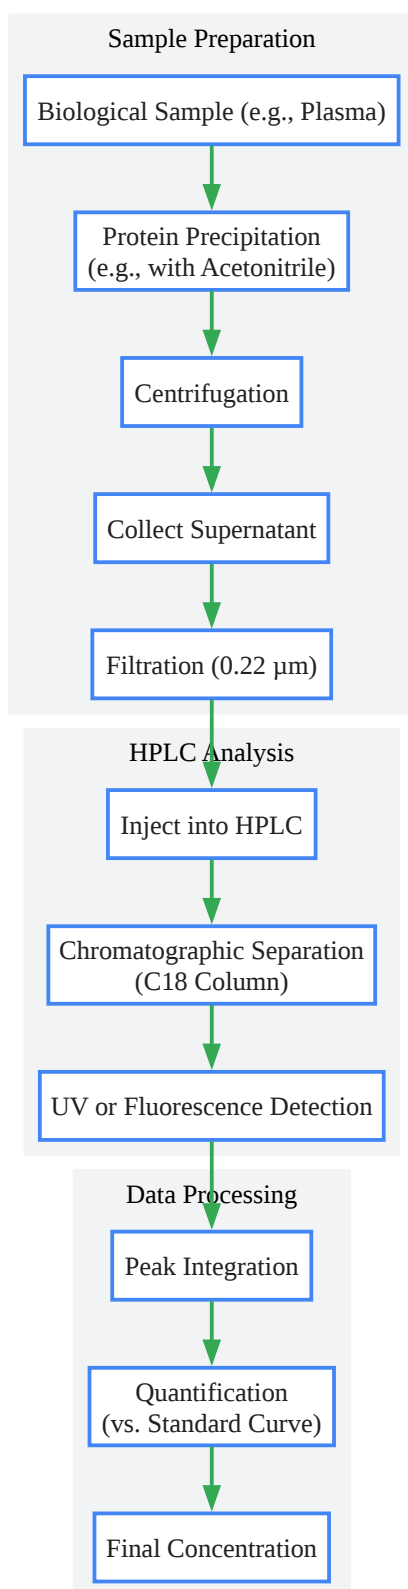 Sample Preparation
Biological Sample (e.g., Plasma)
Protein Precipitation
(e.g., with Acetonitrile)
Centrifugation
Collect Supernatant
Filtration (0.22 µm)
HPLC Analysis
Inject into HPLC
Chromatographic Separation
(C18 Column)
UV or Fluorescence Detection
Data Processing
Peak Integration
Quantification
(vs. Standard Curve)
Final Concentration